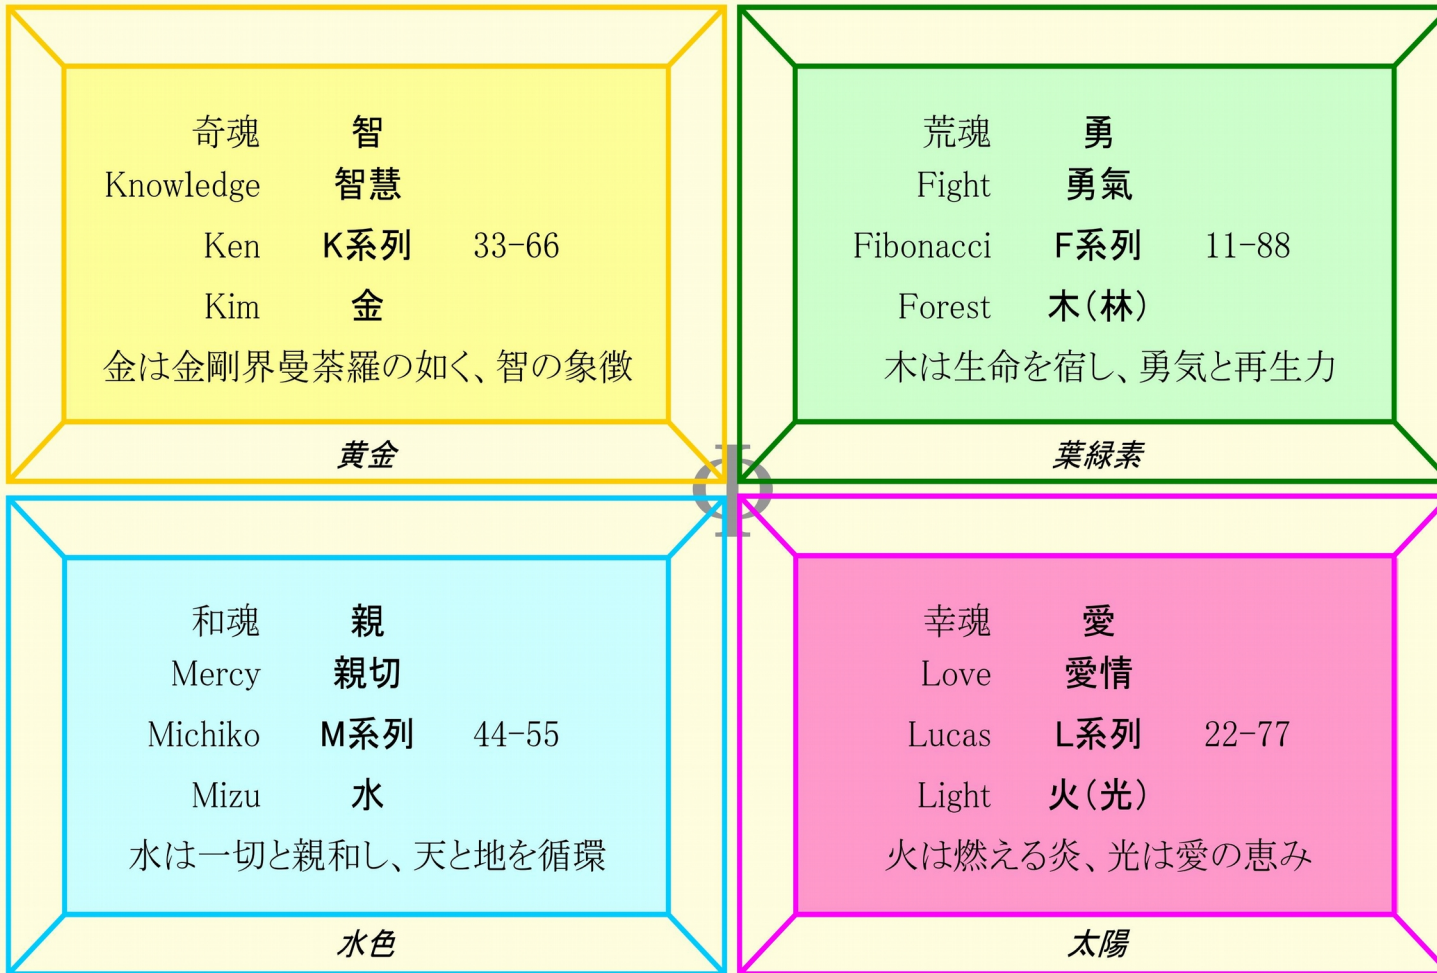 奇魂 智
Knowledge 智慧
Ken K系列 33-66
Kim 金
金は金剛界曼荼羅の如く、智の象徴
黄金
荒魂 勇
Fight 勇氣
Fibonacci F系列 11-88
Forest 木(林)
木は生命を宿し、勇気と再生力
葉緑素
Φ
和魂 親
Mercy 親切
Michiko M系列 44-55
Mizu 水
水は一切と親和し、天と地を循環
水色
幸魂 愛
Love 愛情
Lucas L系列 22-77
Light 火(光)
火は燃える炎、光は愛の恵み
太陽